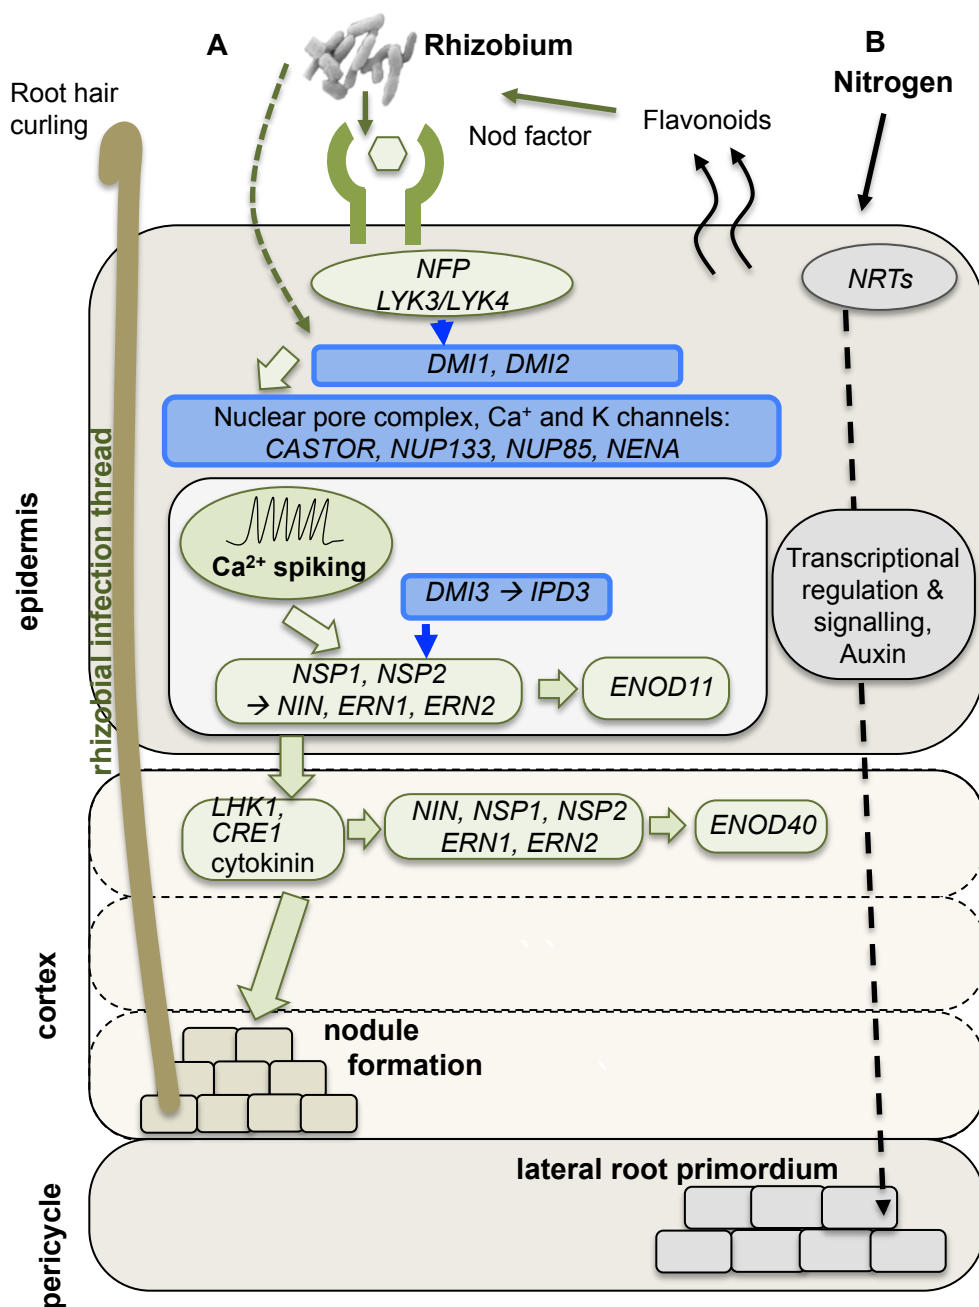 A
Rhizobium
B
Nitrogen
Root hair
curling
Nod factor
Flavonoids
NFP
LYK3/LYK4
NRTs
DMI1, DMI2
Nuclear pore complex, Ca⁺ and K channels:
CASTOR, NUP133, NUP85, NENA
rhizobial infection thread
epidermis
Ca²⁺ spiking
DMI3 → IPD3
Transcriptional
regulation &
signalling,
Auxin
NSP1, NSP2
→ NIN, ERN1, ERN2
ENOD11
LHK1,
CRE1
cytokinin
NIN, NSP1, NSP2
ERN1, ERN2
ENOD40
cortex
nodule
formation
pericycle
lateral root primordium